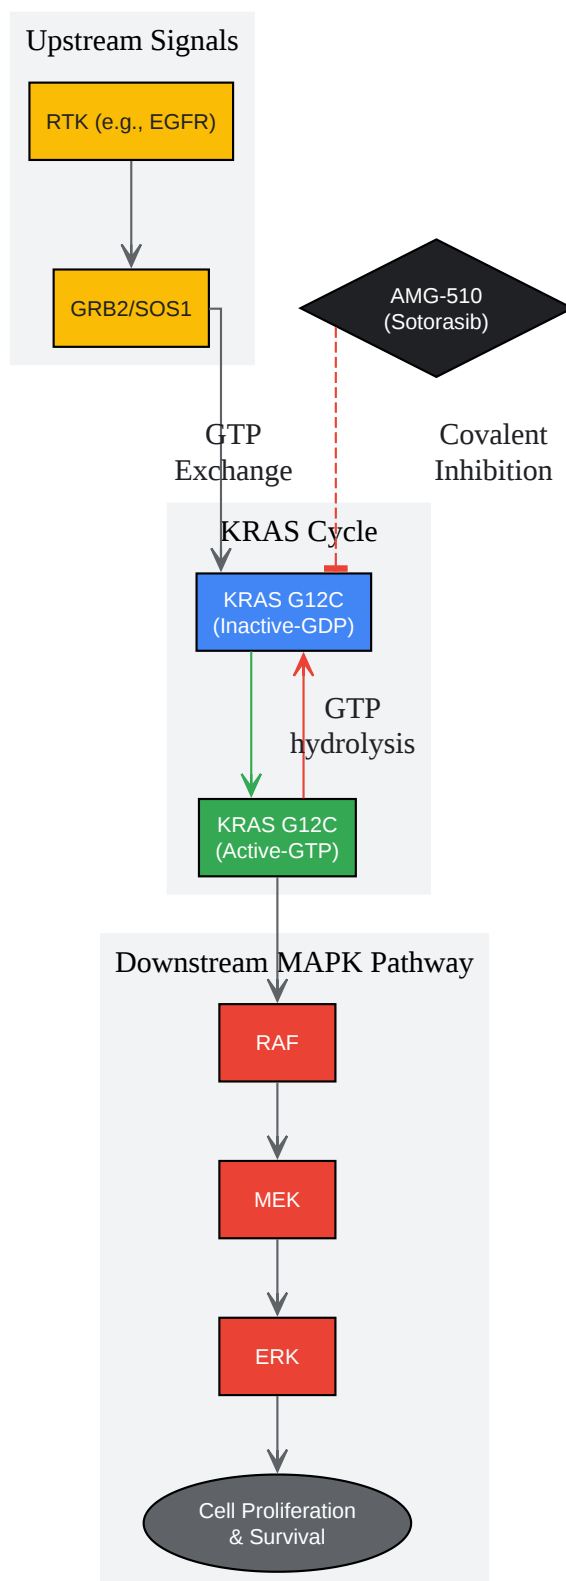 Upstream Signals
RTK (e.g., EGFR)
GRB2/SOS1
AMG-510
(Sotorasib)
GTP
Exchange
Covalent
Inhibition
KRAS Cycle
KRAS G12C
(Inactive-GDP)
GTP
hydrolysis
KRAS G12C
(Active-GTP)
Downstream MAPK Pathway
RAF
MEK
ERK
Cell Proliferation
& Survival